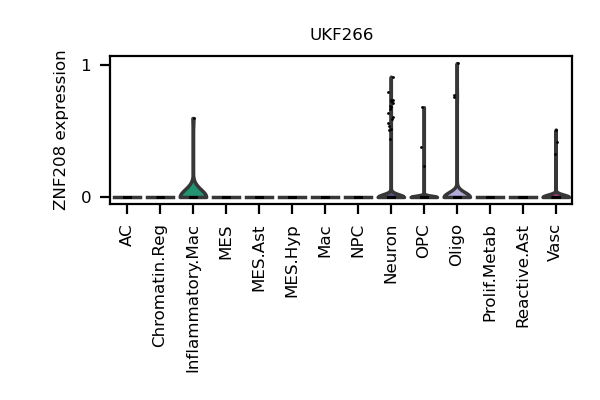 UKF266
ZNF208 expression
1
0
AC
Chromatin.Reg
Inflammatory.Mac
MES
MES.Ast
MES.Hyp
Mac
NPC
Neuron
OPC
Oligo
Prolif.Metab
Reactive.Ast
Vasc